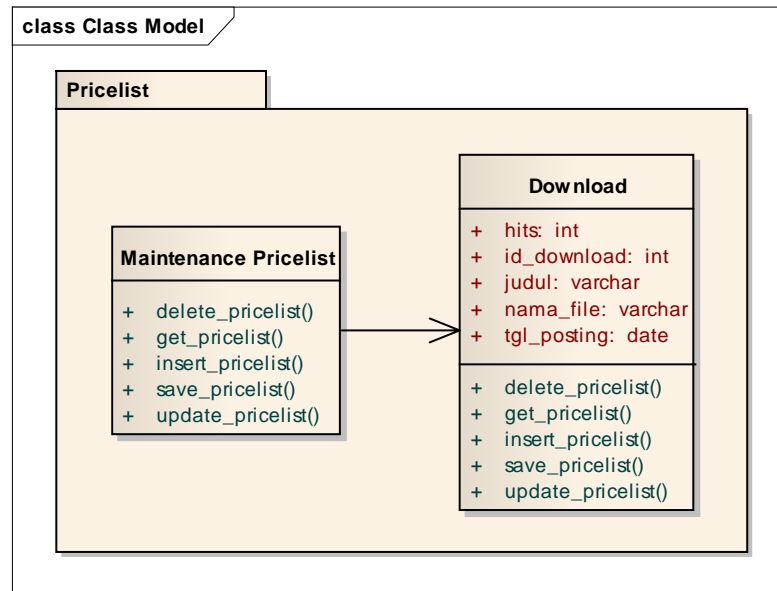 class Class Model
Pricelist
Maintenance Pricelist
+ delete_pricelist()
+ get_pricelist()
+ insert_pricelist()
+ save_pricelist()
+ update_pricelist()
Download
+ hits: int
+ id_download: int
+ judul: varchar
+ nama_file: varchar
+ tgl_posting: date
+ delete_pricelist()
+ get_pricelist()
+ insert_pricelist()
+ save_pricelist()
+ update_pricelist()